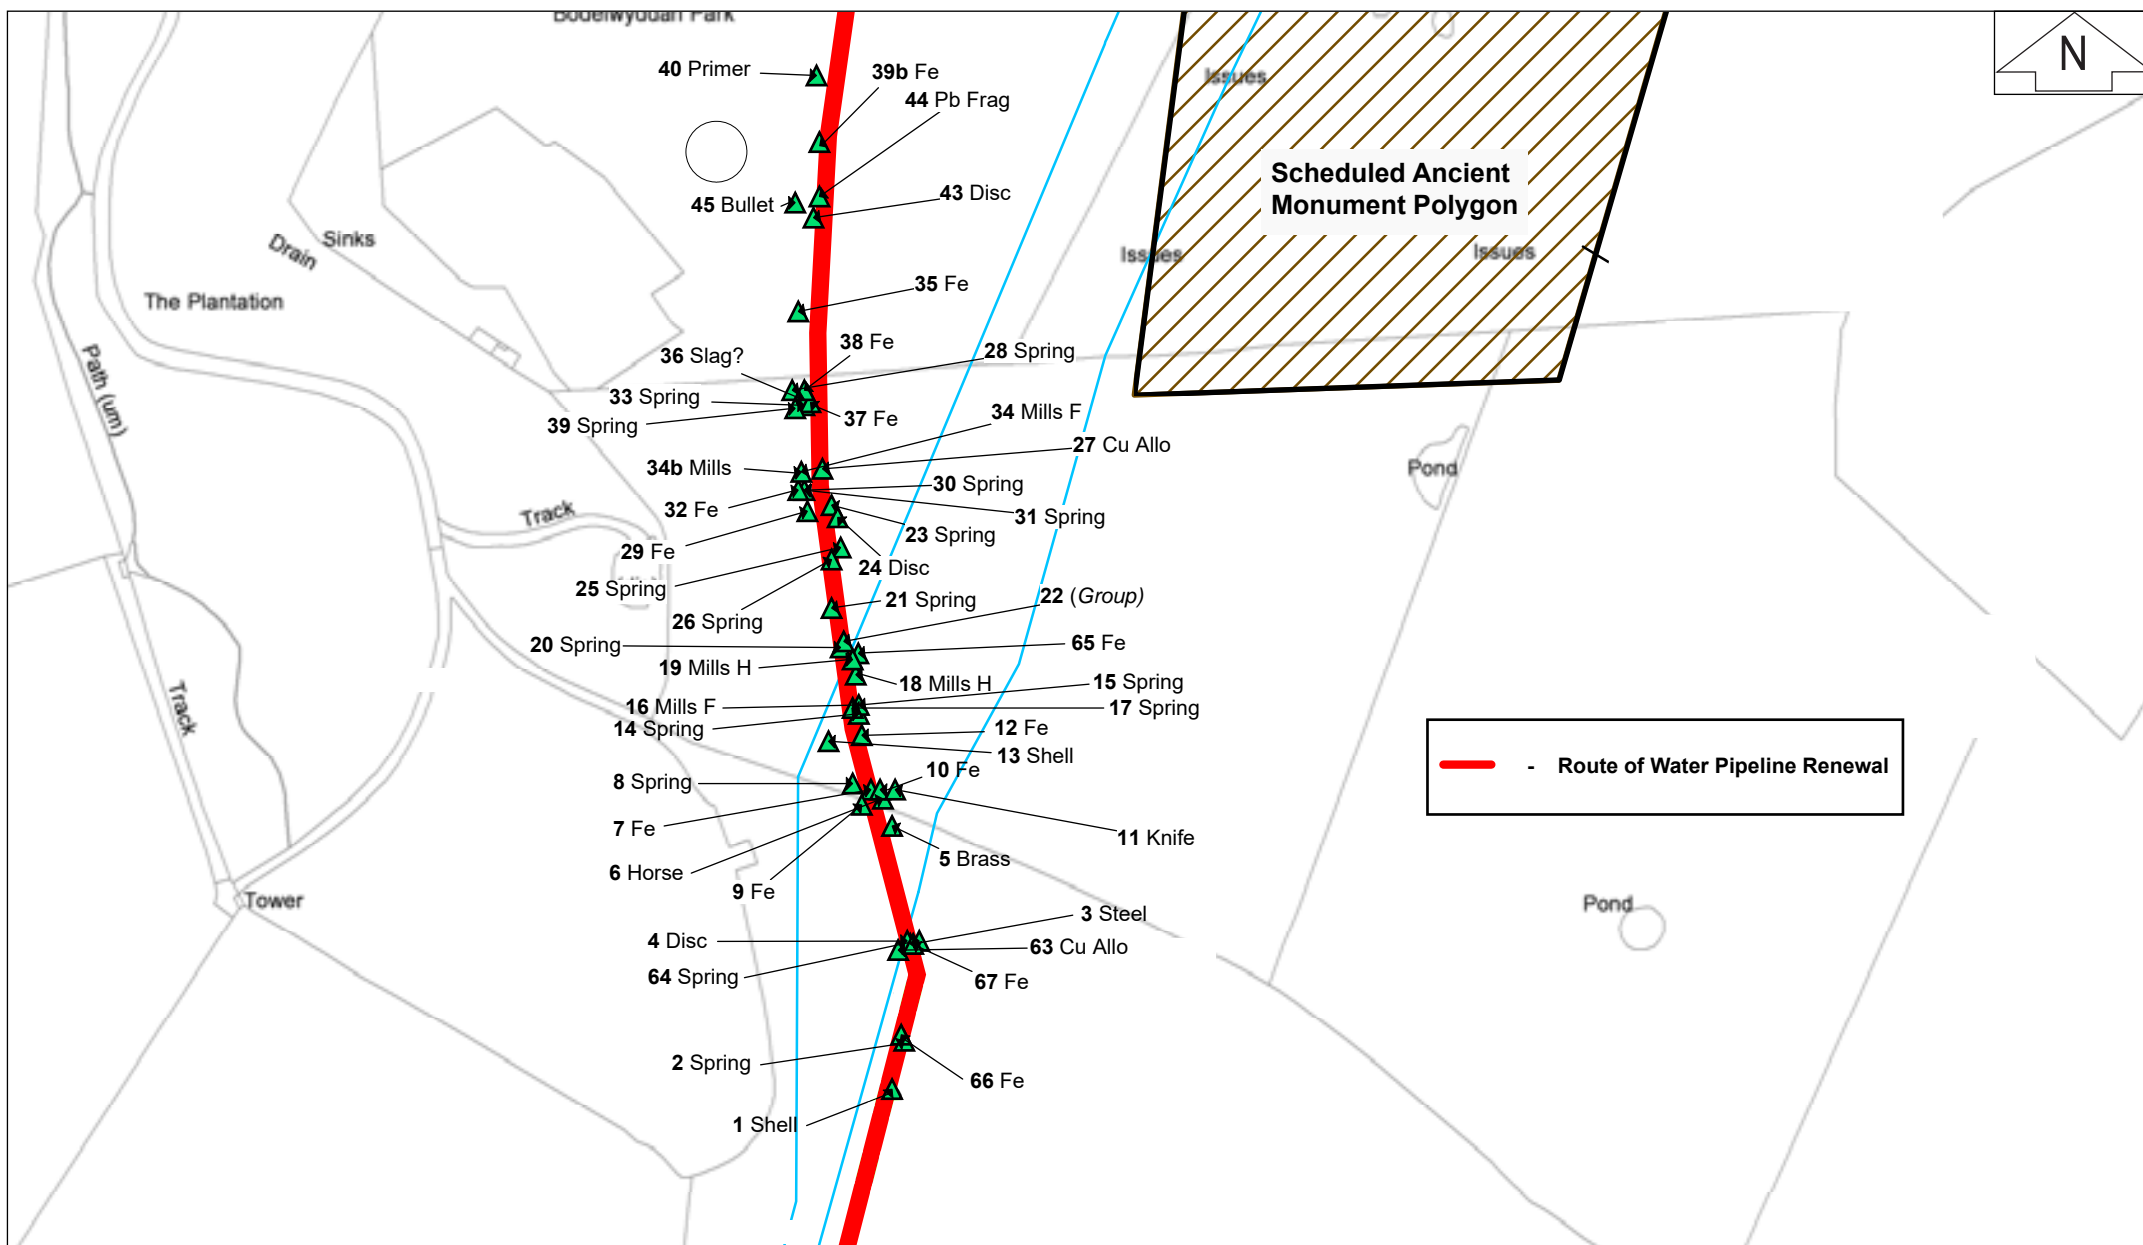 Bodelwyddan Park
N
40 Primer
39b Fe
44 Pb Frag
Issues
Scheduled Ancient
Monument Polygon
45 Bullet
43 Disc
Drain
Sinks
Issues
Issues
The Plantation
35 Fe
Path (um)
36 Slag?
38 Fe
28 Spring
33 Spring
39 Spring
37 Fe
34 Mills F
27 Cu Allo
34b Mills
Pond
30 Spring
32 Fe
31 Spring
Track
23 Spring
29 Fe
24 Disc
25 Spring
21 Spring
22 (Group)
26 Spring
20 Spring
65 Fe
19 Mills H
18 Mills H
15 Spring
Track
16 Mills F
17 Spring
14 Spring
12 Fe
13 Shell
- Route of Water Pipeline Renewal
10 Fe
8 Spring
7 Fe
11 Knife
5 Brass
6 Horse
9 Fe
Tower
Pond
3 Steel
4 Disc
63 Cu Allo
64 Spring
67 Fe
2 Spring
66 Fe
1 Shell